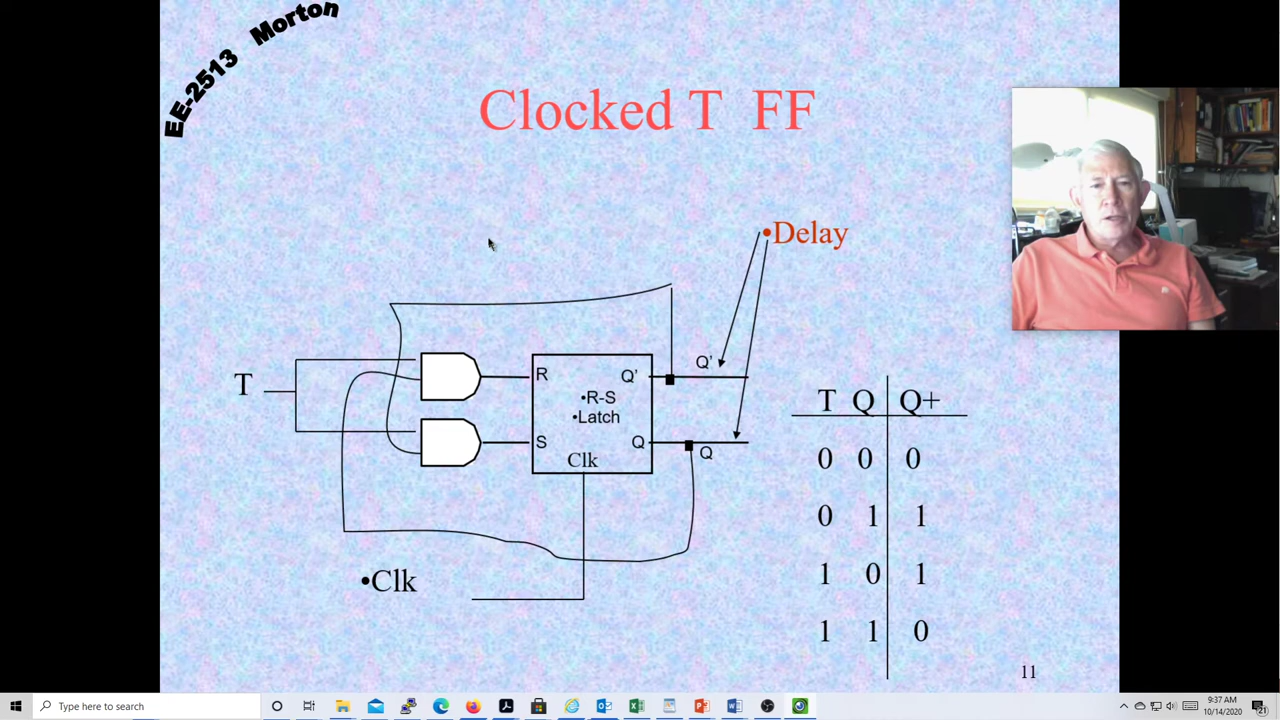 EE-2513 Morton
Clocked T FF
•Delay
T
R
Q'
Q'
•R-S
•Latch
S
Q
Q
Clk
•Clk
T Q Q+
0 0 0
0 1 1
1 0 1
1 1 0
11
Type here to search
9:37 AM
10/14/2020
21